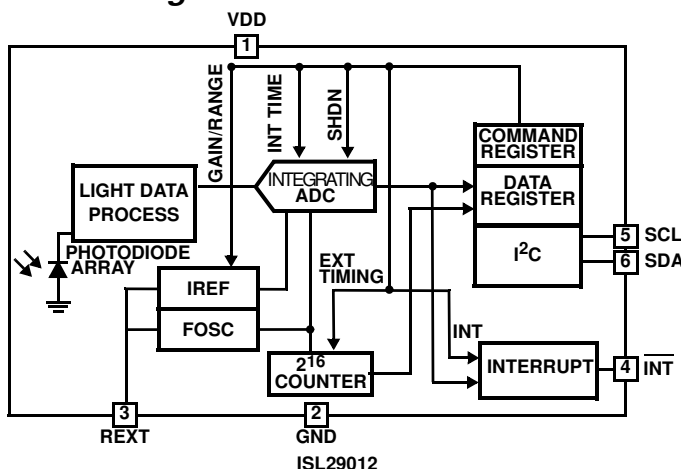 VDD
1
GAIN/RANGE
INT TIME
SHDN
COMMAND
REGISTER
LIGHT DATA
PROCESS
INTEGRATING
ADC
DATA
REGISTER
PHOTODIODE
ARRAY
I2C
5 SCL
6 SDA
IREF
EXT
TIMING
FOSC
INT
216
COUNTER
INTERRUPT
4 INT
3
REXT
2
GND
ISL29012